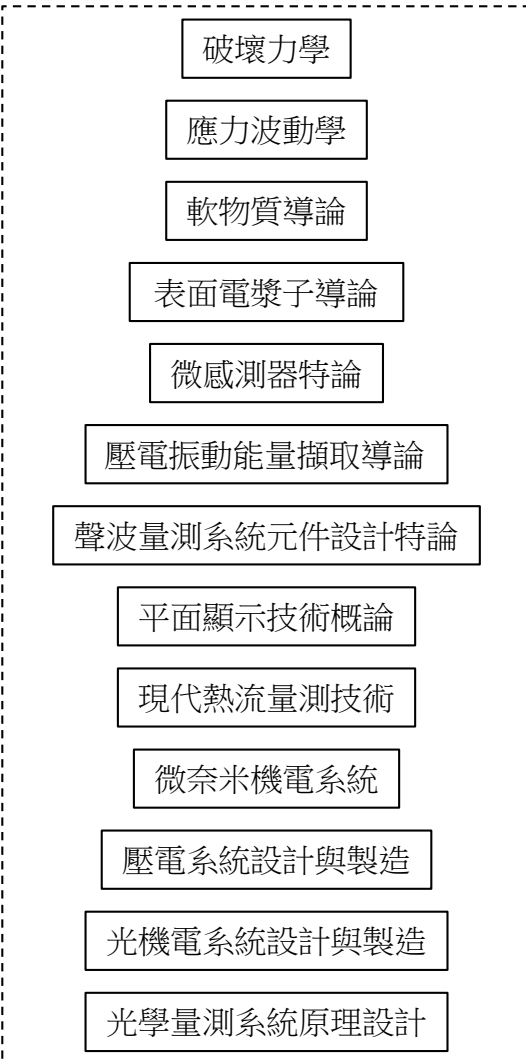 破壞力學
應力波動學
軟物質導論
表面電漿子導論
微感測器特論
壓電振動能量擷取導論
聲波量測系統元件設計特論
平面顯示技術概論
現代熱流量測技術
微奈米機電系統
壓電系統設計與製造
光機電系統設計與製造
光學量測系統原理設計